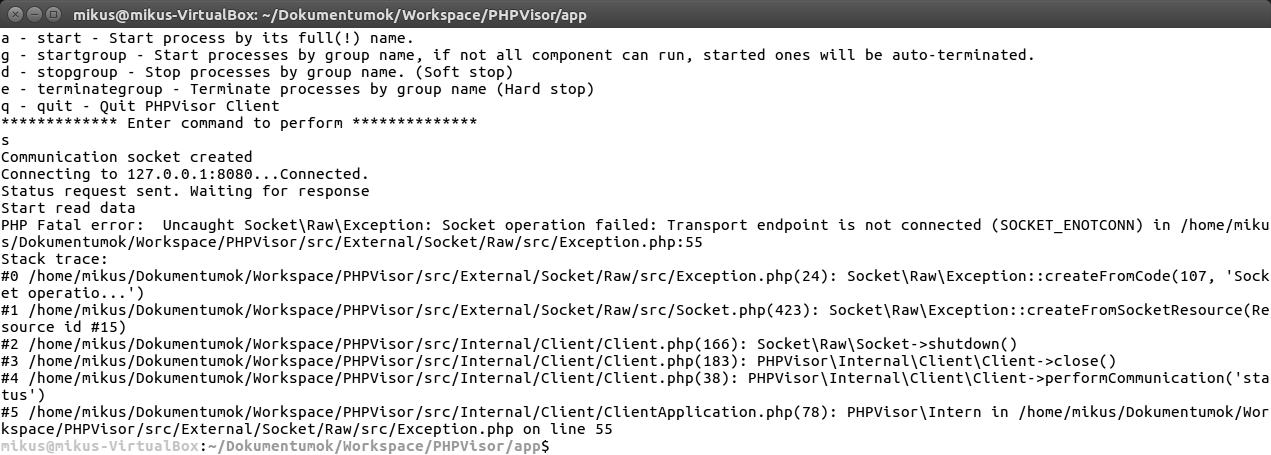 mikus@mikus-VirtualBox: ~/Dokumentumok/Workspace/PHPVisor/app
a - start - Start process by its full(!) name.
g - startgroup - Start processes by group name, if not all component can run, started ones will be auto-terminated.
d - stopgroup - Stop processes by group name. (Soft stop)
e - terminategroup - Terminate processes by group name (Hard stop)
q - quit - Quit PHPVisor Client
************* Enter command to perform **************
s
Communication socket created
Connecting to 127.0.0.1:8080...Connected.
Status request sent. Waiting for response
Start read data
PHP Fatal error:  Uncaught Socket\Raw\Exception: Socket operation failed: Transport endpoint is not connected (SOCKET_ENOTCONN) in /home/miku
s/Dokumentumok/Workspace/PHPVisor/src/External/Socket/Raw/src/Exception.php:55
Stack trace:
#0 /home/mikus/Dokumentumok/Workspace/PHPVisor/src/External/Socket/Raw/src/Exception.php(24): Socket\Raw\Exception::createFromCode(107, 'Sock
et operatio...')
#1 /home/mikus/Dokumentumok/Workspace/PHPVisor/src/External/Socket/Raw/src/Socket.php(423): Socket\Raw\Exception::createFromSocketResource(Re
source id #15)
#2 /home/mikus/Dokumentumok/Workspace/PHPVisor/src/Internal/Client/Client.php(166): Socket\Raw\Socket->shutdown()
#3 /home/mikus/Dokumentumok/Workspace/PHPVisor/src/Internal/Client/Client.php(183): PHPVisor\Internal\Client\Client->close()
#4 /home/mikus/Dokumentumok/Workspace/PHPVisor/src/Internal/Client/Client.php(38): PHPVisor\Internal\Client\Client->performCommunication('sta
tus')
#5 /home/mikus/Dokumentumok/Workspace/PHPVisor/src/Internal/Client/ClientApplication.php(78): PHPVisor\Intern in /home/mikus/Dokumentumok/Wor
kspace/PHPVisor/src/External/Socket/Raw/src/Exception.php on line 55
mikus@mikus-VirtualBox:~/Dokumentumok/Workspace/PHPVisor/app$